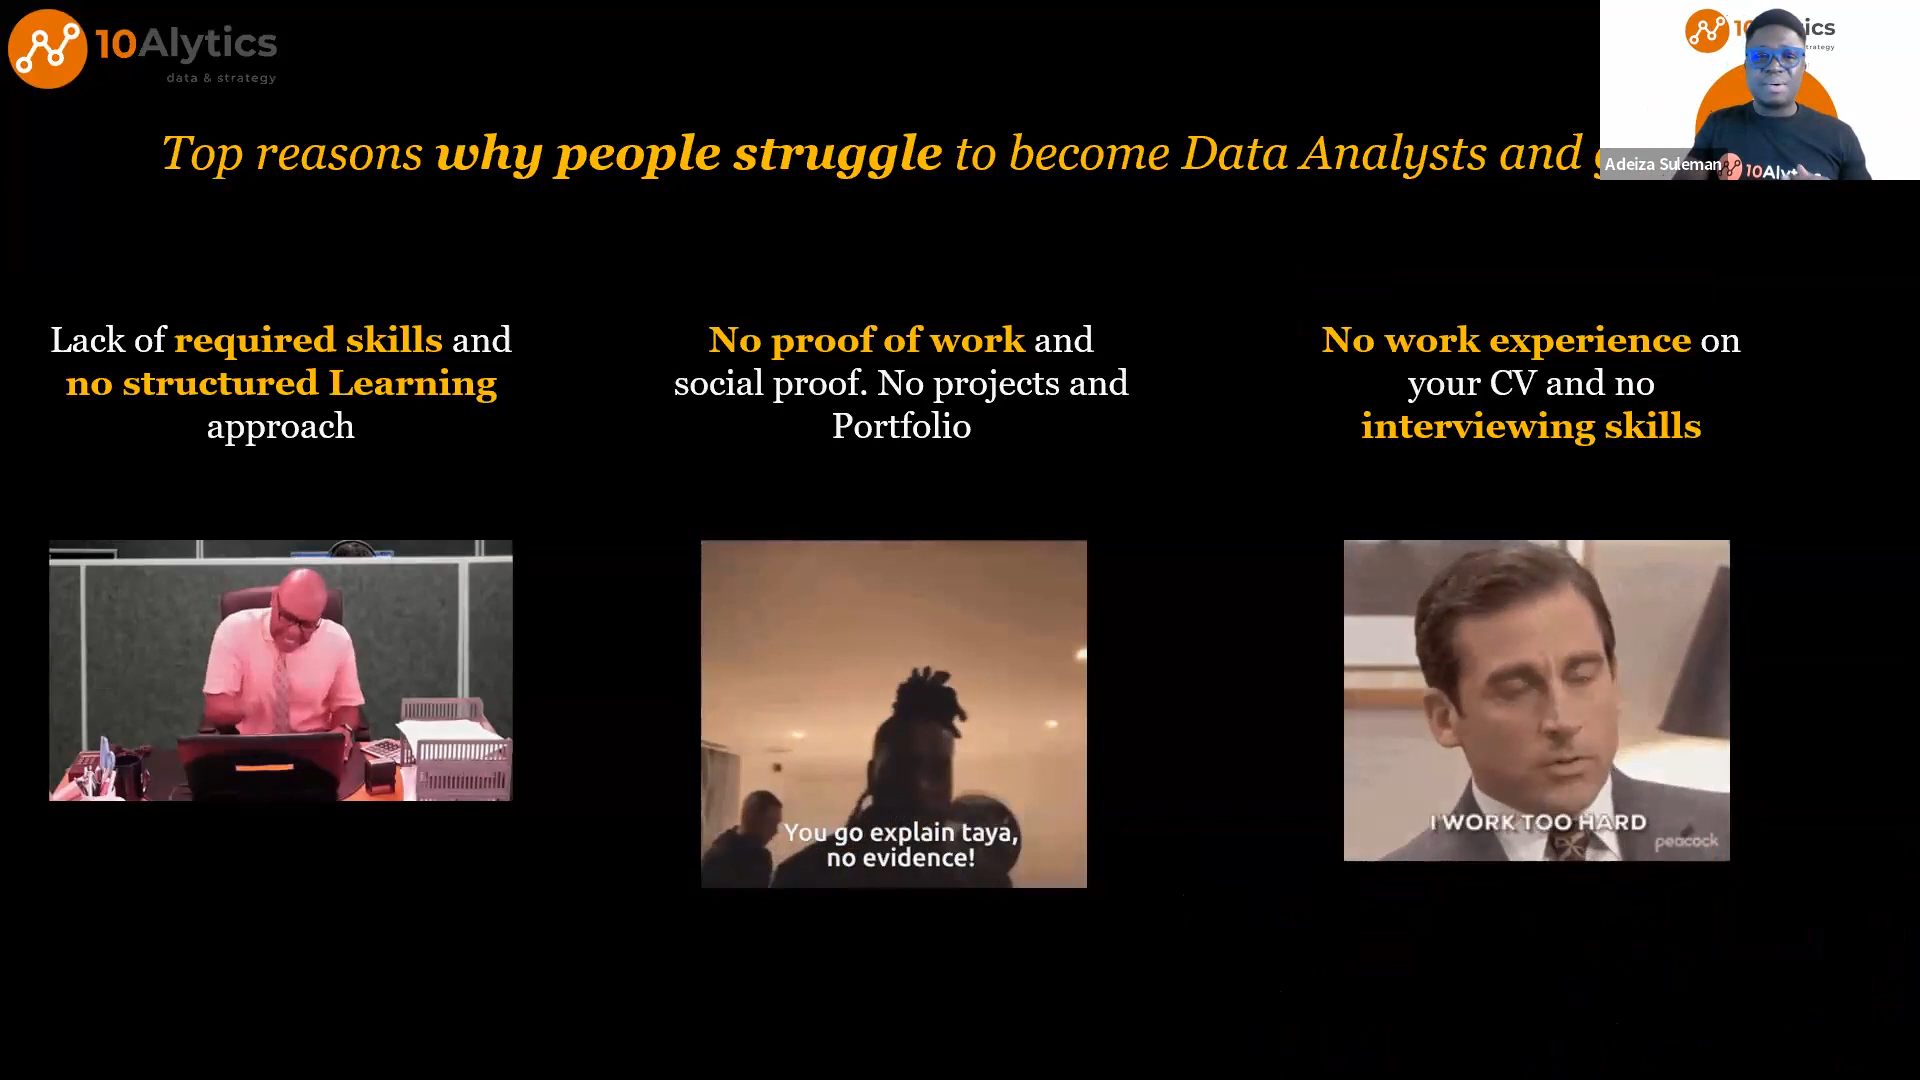 10Alytics
data & strategy
Top reasons why people struggle to become Data Analysts and
Adeiza Suleman
Lack of required skills and
no structured Learning
approach
No proof of work and
social proof. No projects and
Portfolio
No work experience on
your CV and no
interviewing skills
You go explain taya,
no evidence!
I WORK TOO HARD
peacock